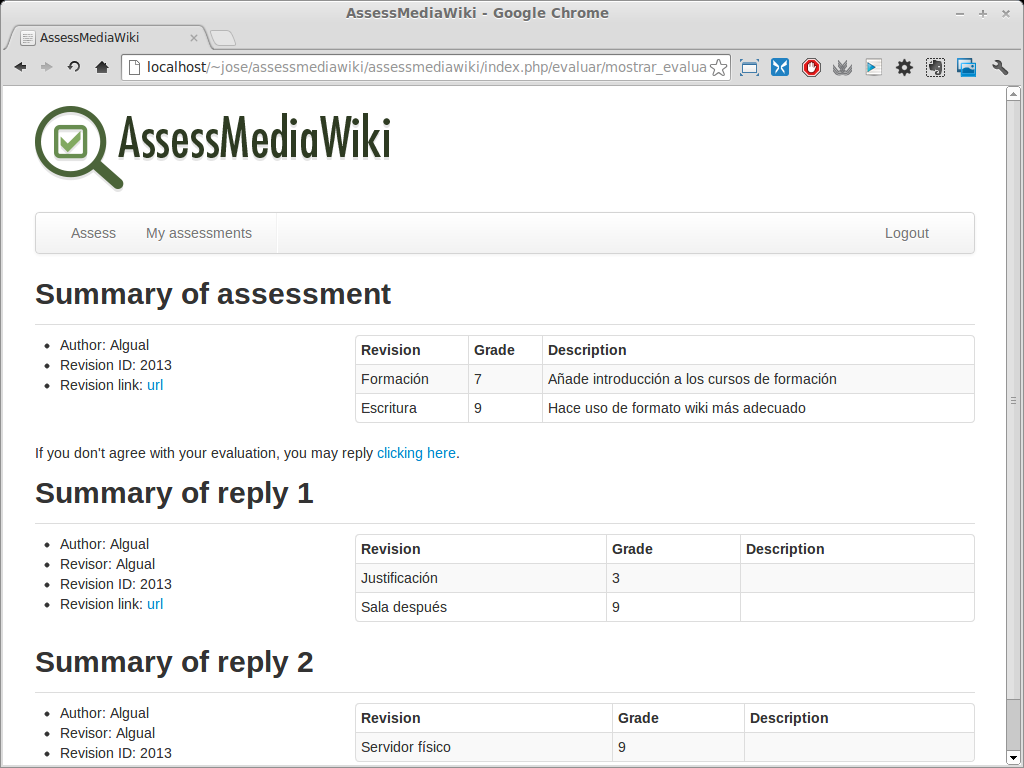 AssessMediaWiki - Google Chrome
AssessMediaWiki
localhost/~jose/assessmediawiki/assessmediawiki/index.php/evaluar/mostrar_evalua
AssessMediaWiki
Assess My assessments Logout
Summary of assessment
Author: Algual
Revision ID: 2013
Revision link: url
Revision Grade Description
Formación 7 Añade introducción a los cursos de formación
Escritura 9 Hace uso de formato wiki más adecuado
If you don't agree with your evaluation, you may reply clicking here.
Summary of reply 1
Author: Algual
Revisor: Algual
Revision ID: 2013
Revision link: url
Revision Grade Description
Justificación 3
Sala después 9
Summary of reply 2
Author: Algual
Revisor: Algual
Revision ID: 2013
Revision Grade Description
Servidor físico 9